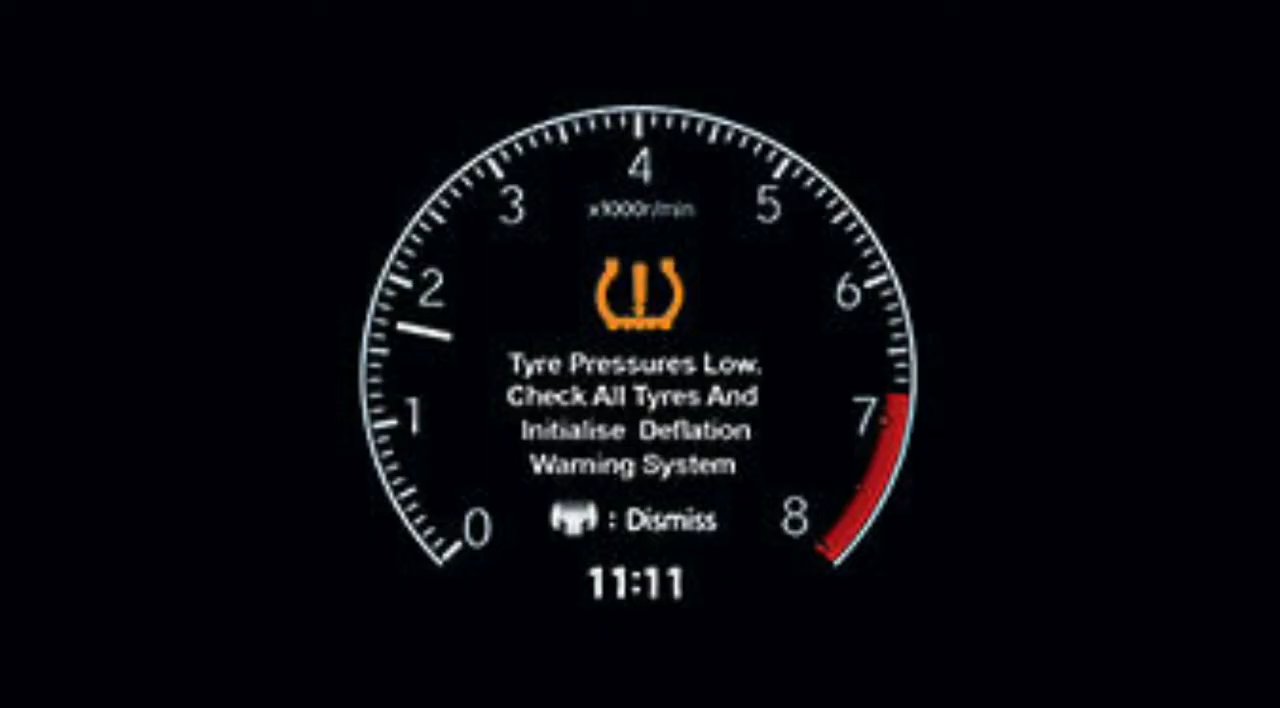 4
3
5
x1000r/min
2
6
Tyre Pressures Low.
Check All Tyres And
1
7
Initialise Deflation
Warning System
0
: Dismiss
8
11:11